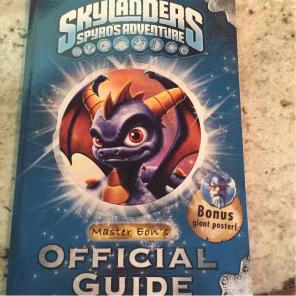 SKYLANDERS
SPYRO'S ADVENTURE
Bonus
giant poster!
Master Eon's
OFFICIAL
GUIDE